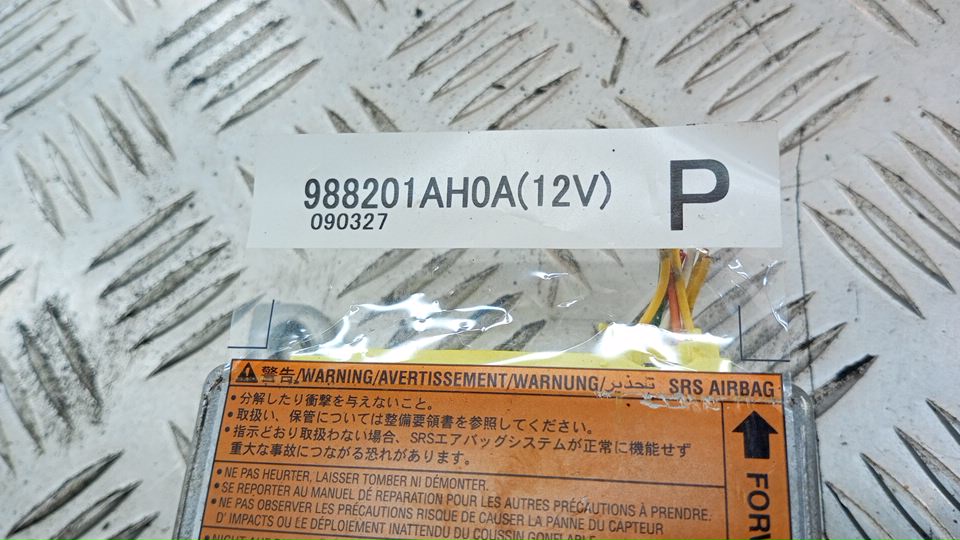 988201AH0A(12V)
090327
P
警告/WARNING/AVERTISSEMENT/WARNUNG/تحذير SRS AIRBAG
・分解したり衝撃を与えないこと。
・取扱い、保管については整備要領書を参照してください。
・指示どおり取扱わない場合、SRSエアバッグシステムが正常に機能せず
重大な事故につながる恐れがあります。
• NE PAS HEURTER, LAISSER TOMBER NI DÉMONTER.
• SE REPORTER AU MANUEL DE RÉPARATION POUR LES AUTRES PRÉCAUTIONS À PRENDRE.
• NE PAS OBSERVER LES PRÉCAUTIONS RISQUE DE CAUSER LA PANNE DU CAPTEUR
D' IMPACTS OU LE DÉPLOIEMENT INATTENDU DU COUSSIN GONFLABLE.
FORW